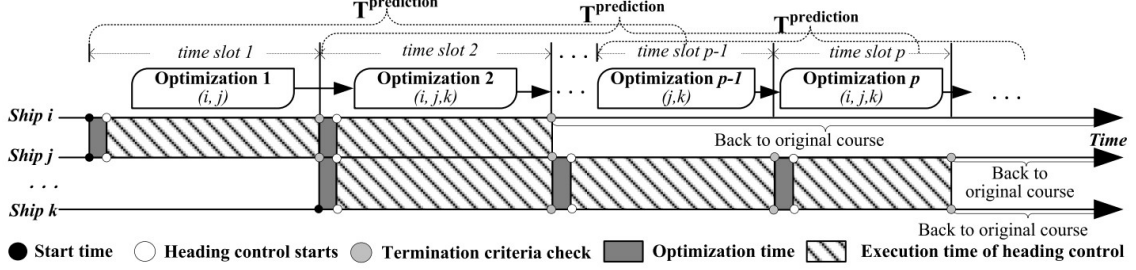 T^prediction
T^prediction
T^prediction
time slot 1 time slot 2 . . . time slot p-1 time slot p
Optimization 1 Optimization 2 . . . Optimization p-1 Optimization p . . .
(i, j) (i, j,k) (j,k) (i, j,k)
Ship i
Back to original course Time
Ship j
Back to
original course
. . .
Ship k
Back to original course
Start time Heading control starts Termination criteria check Optimization time Execution time of heading control